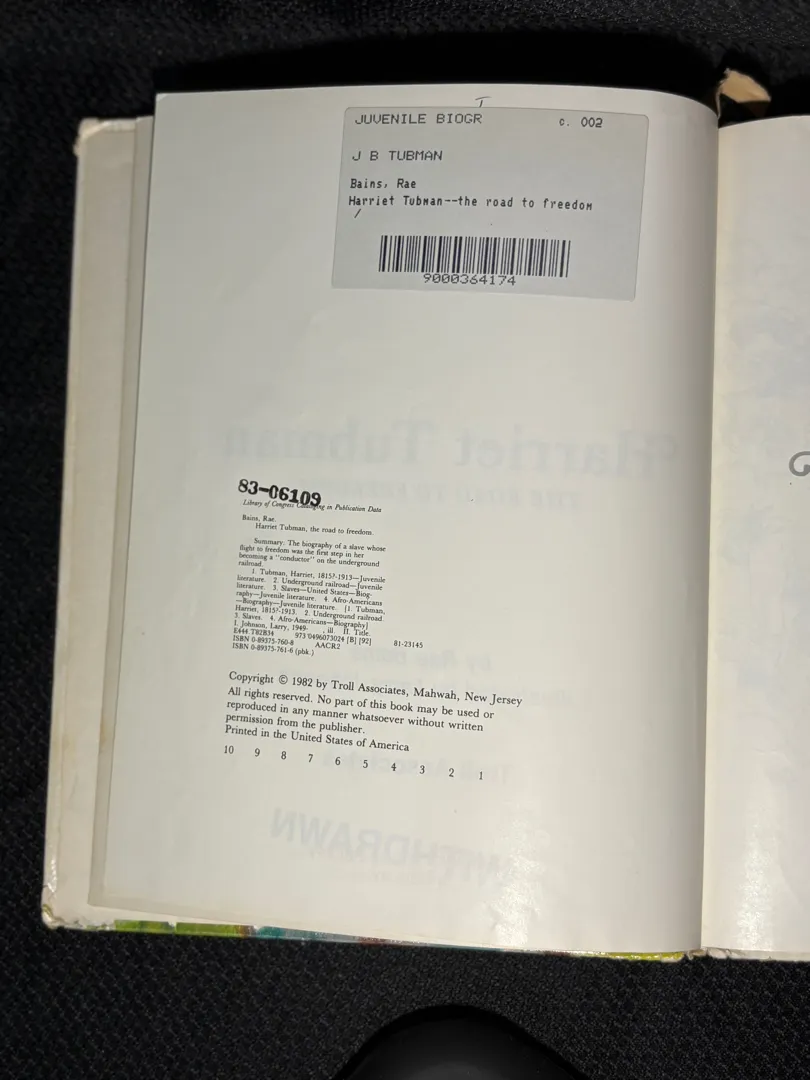 JUVENILE BIOGR c. 002
J B TUBMAN
Bains, Rae
Harriet Tubman--the road to freedom
/
9000364174
Harriet Tubman
83-06109
Library of Congress Cataloging in Publication Data
Bains, Rae.
Harriet Tubman, the road to freedom.
Summary: The biography of a slave whose
flight to freedom was the first step in her
becoming a "conductor" on the underground
railroad.
1. Tubman, Harriet, 1815?-1913—Juvenile
literature. 2. Underground railroad—Juvenile
literature. 3. Slaves—United States—Biog-
raphy—Juvenile literature. 4. Afro-Americans
—Biography—Juvenile literature. [1. Tubman,
Harriet, 1815?-1913. 2. Underground railroad.
3. Slaves. 4. Afro-Americans—Biography]
I. Johnson, Larry, 1949- , ill. II. Title.
E444.T82B34 973'.0496073024 [B] [92] 81-23145
ISBN 0-89375-760-8 AACR2
ISBN 0-89375-761-6 (pbk.)
Copyright © 1982 by Troll Associates, Mahwah, New Jersey
All rights reserved. No part of this book may be used or
reproduced in any manner whatsoever without written
permission from the publisher.
Printed in the United States of America
10 9 8 7 6 5 4 3 2 1
WITHDRAWN